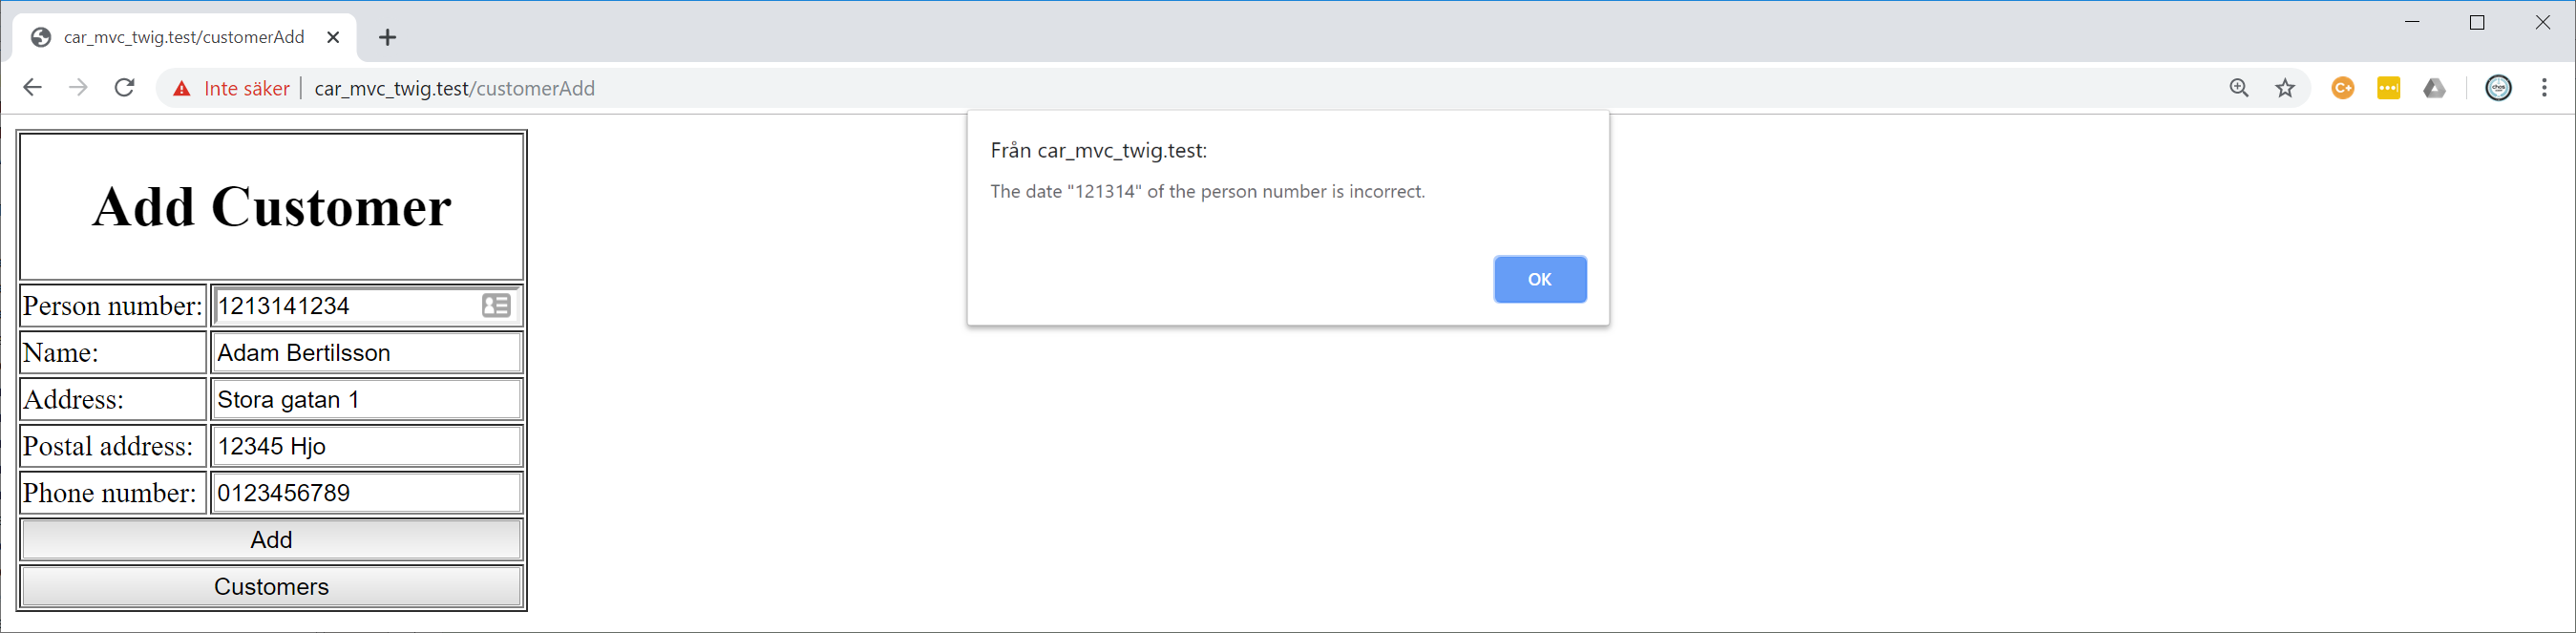 car_mvc_twig.test/customerAdd
Inte säker | car_mvc_twig.test/customerAdd
Från car_mvc_twig.test:
The date "121314" of the person number is incorrect.
OK
Add Customer
Person number: 1213141234
Name: Adam Bertilsson
Address: Stora gatan 1
Postal address: 12345 Hjo
Phone number: 0123456789
Add
Customers